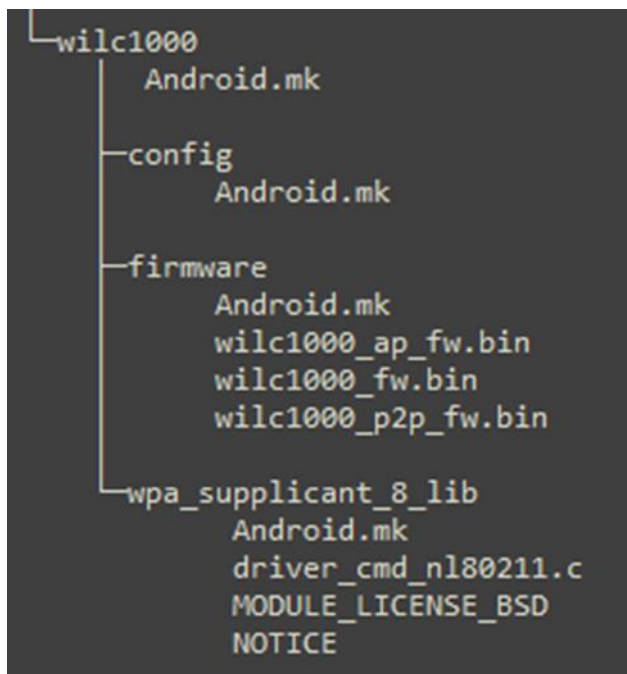 wilc1000
Android.mk
config
Android.mk
firmware
Android.mk
wilc1000_ap_fw.bin
wilc1000_fw.bin
wilc1000_p2p_fw.bin
wpa_supplicant_8_lib
Android.mk
driver_cmd_nl80211.c
MODULE_LICENSE_BSD
NOTICE